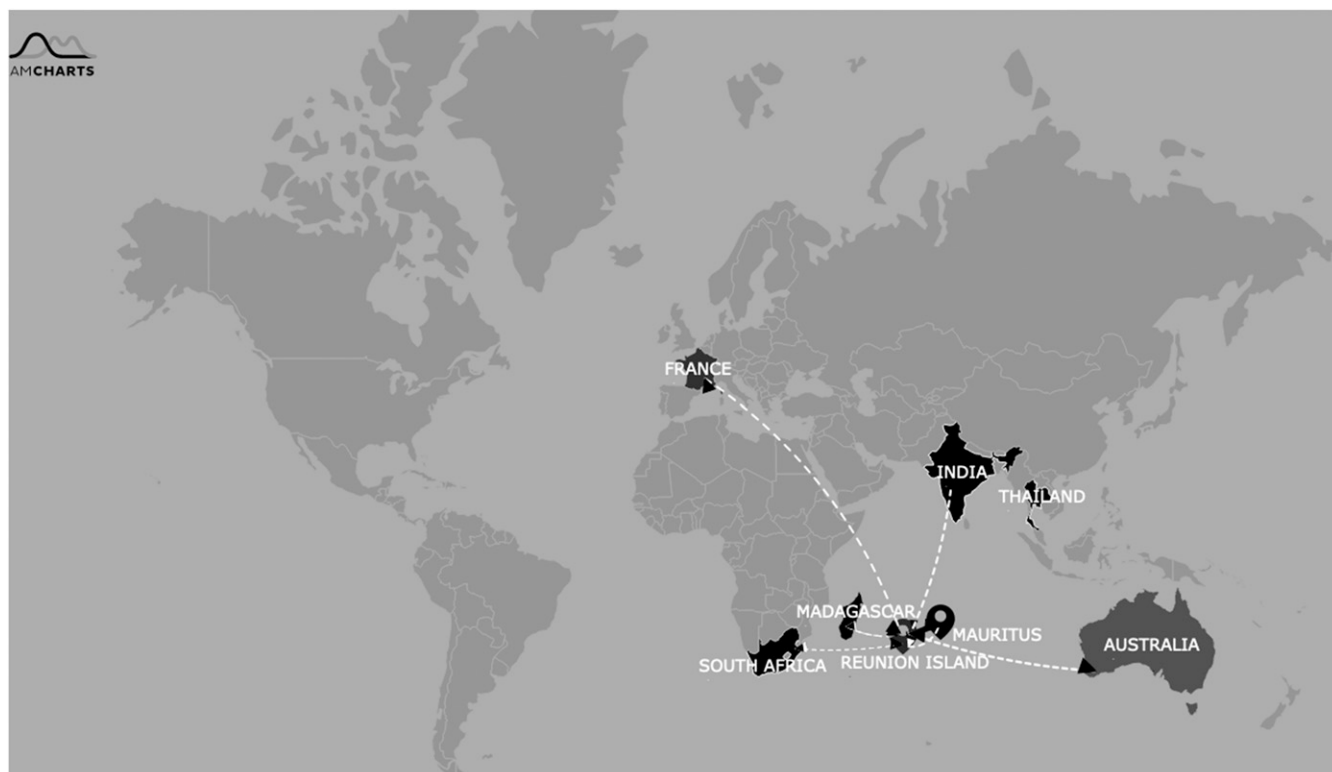 AMCHARTS
FRANCE
INDIA
THAILAND
MADAGASCAR
MAURITUS
AUSTRALIA
SOUTH AFRICA
REUNION ISLAND